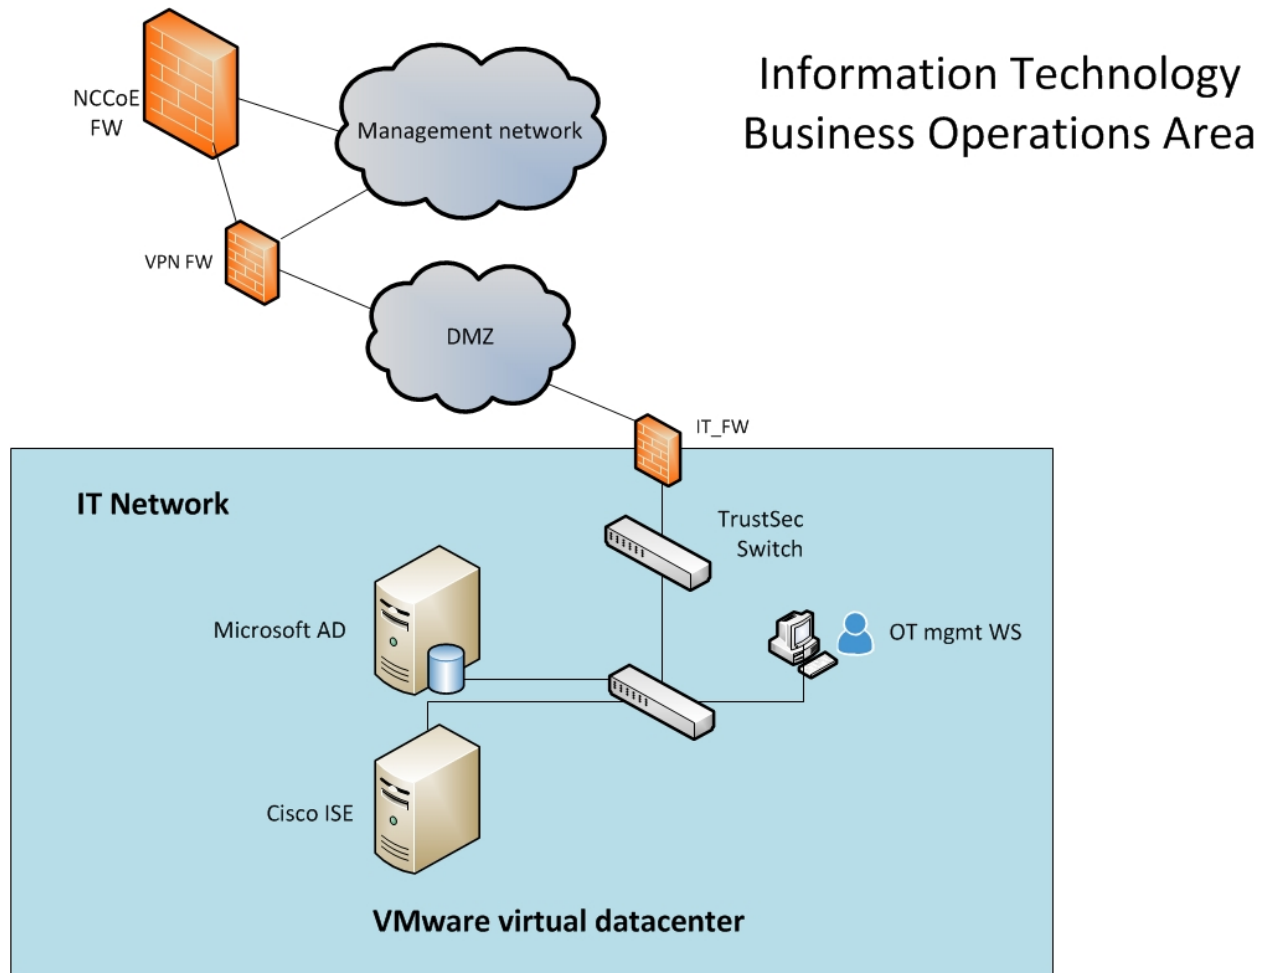 Information Technology
Business Operations Area
NCCoE
FW
Management network
VPN FW
DMZ
IT_FW
IT Network
TrustSec
Switch
Microsoft AD
OT mgmt WS
Cisco ISE
VMware virtual datacenter